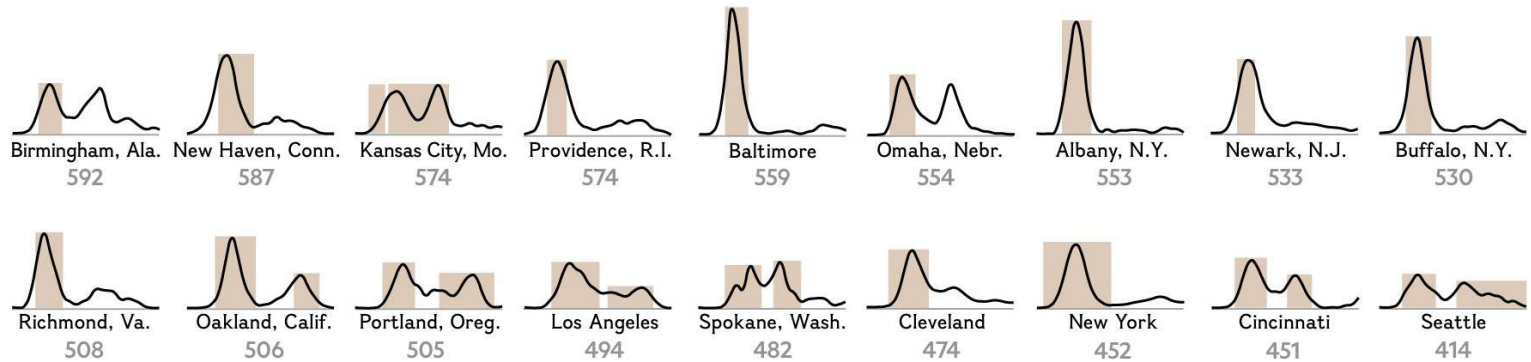 Birmingham, Ala. New Haven, Conn. Kansas City, Mo. Providence, R.I. Baltimore Omaha, Nebr. Albany, N.Y. Newark, N.J. Buffalo, N.Y.
592 587 574 574 559 554 553 533 530
Richmond, Va. Oakland, Calif. Portland, Oreg. Los Angeles Spokane, Wash. Cleveland New York Cincinnati Seattle
508 506 505 494 482 474 452 451 414